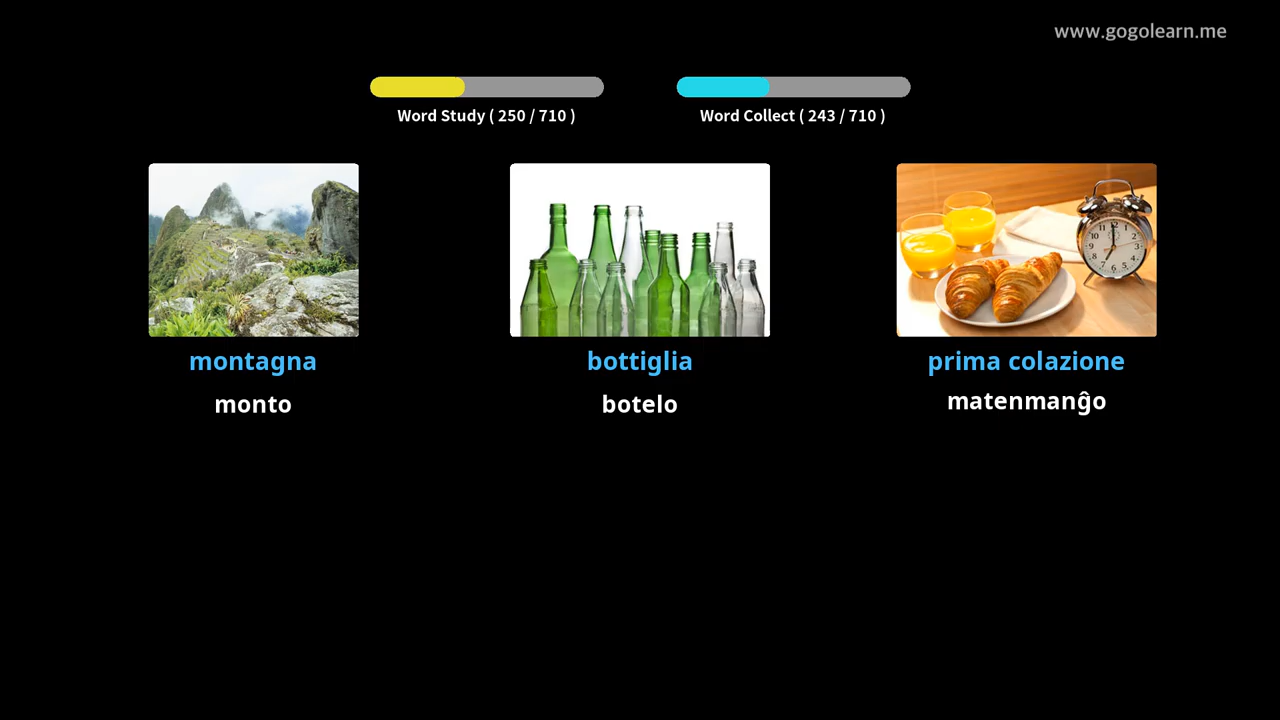 www.gogolearn.me
Word Study ( 250 / 710 )
Word Collect ( 243 / 710 )
montagna
bottiglia
prima colazione
monto
botelo
matenmanĝo